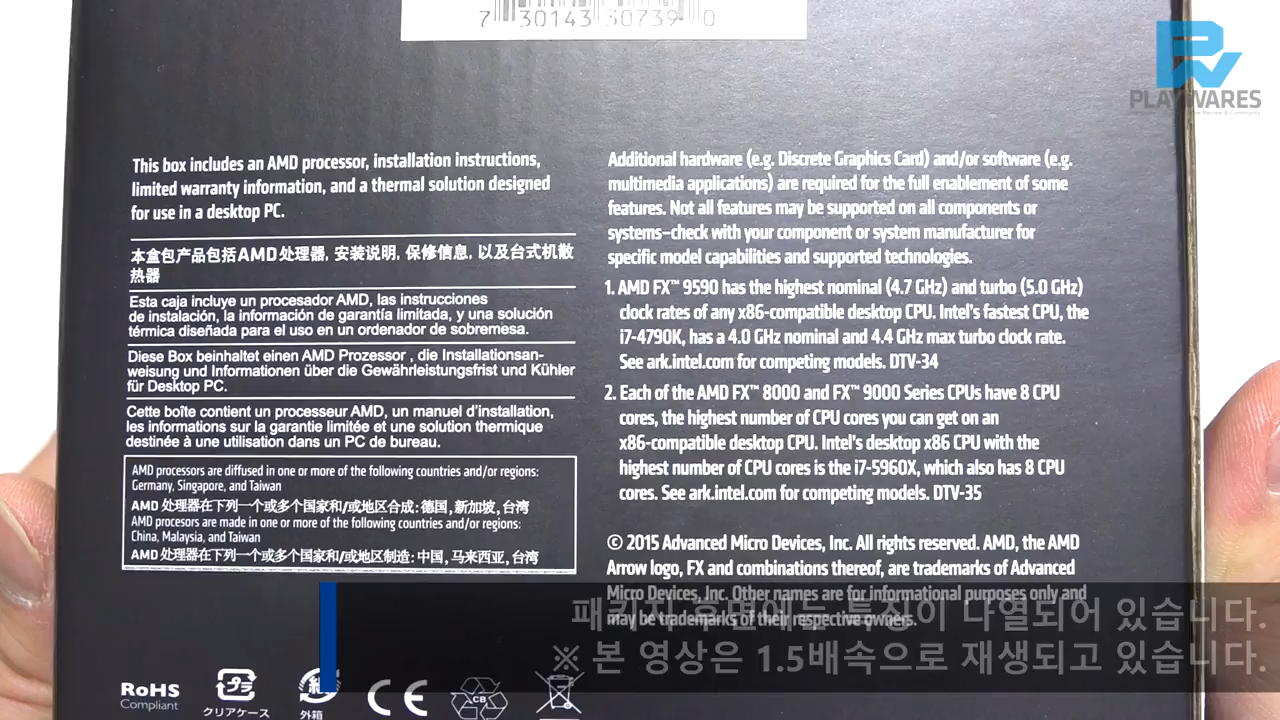 7 30143 30739 0
PLAYWARES
This box includes an AMD processor, installation instructions,
limited warranty information, and a thermal solution designed
for use in a desktop PC.
本盒包产品包括AMD处理器, 安装说明, 保修信息, 以及台式机散
热器
Esta caja incluye un procesador AMD, las instrucciones
de instalación, la información de garantía limitada, y una solución
térmica diseñada para el uso en un ordenador de sobremesa.
Diese Box beinhaltet einen AMD Prozessor , die Installationsan-
weisung und Informationen über die Gewährleistungsfrist und Kühler
für Desktop PC.
Cette boîte contient un processeur AMD, un manuel d'installation,
les informations sur la garantie limitée et une solution thermique
destinée à une utilisation dans un PC de bureau.
AMD processors are diffused in one or more of the following countries and/or regions:
Germany, Singapore, and Taiwan
AMD 处理器在下列一个或多个国家和/或地区合成: 德国, 新加坡, 台湾
AMD procesors are made in one or more of the following countries and/or regions:
China, Malaysia, and Taiwan
AMD 处理器在下列一个或多个国家和/或地区制造: 中国, 马来西亚, 台湾
Additional hardware (e.g. Discrete Graphics Card) and/or software (e.g.
multimedia applications) are required for the full enablement of some
features. Not all features may be supported on all components or
systems—check with your component or system manufacturer for
specific model capabilities and supported technologies.
1. AMD FX™ 9590 has the highest nominal (4.7 GHz) and turbo (5.0 GHz)
clock rates of any x86-compatible desktop CPU. Intel's fastest CPU, the
i7-4790K, has a 4.0 GHz nominal and 4.4 GHz max turbo clock rate.
See ark.intel.com for competing models. DTV-34
2. Each of the AMD FX™ 8000 and FX™ 9000 Series CPUs have 8 CPU
cores, the highest number of CPU cores you can get on an
x86-compatible desktop CPU. Intel's desktop x86 CPU with the
highest number of CPU cores is the i7-5960X, which also has 8 CPU
cores. See ark.intel.com for competing models. DTV-35
© 2015 Advanced Micro Devices, Inc. All rights reserved. AMD, the AMD
Arrow logo, FX and combinations thereof, are trademarks of Advanced
Micro Devices, Inc. Other names are for informational purposes only and
may be trademarks of their respective owners.
패키지 후면에는 특징이 나열되어 있습니다.
※ 본 영상은 1.5배속으로 재생되고 있습니다.
RoHS
Compliant
プラ
クリアケース
紙
外箱
CE
CB